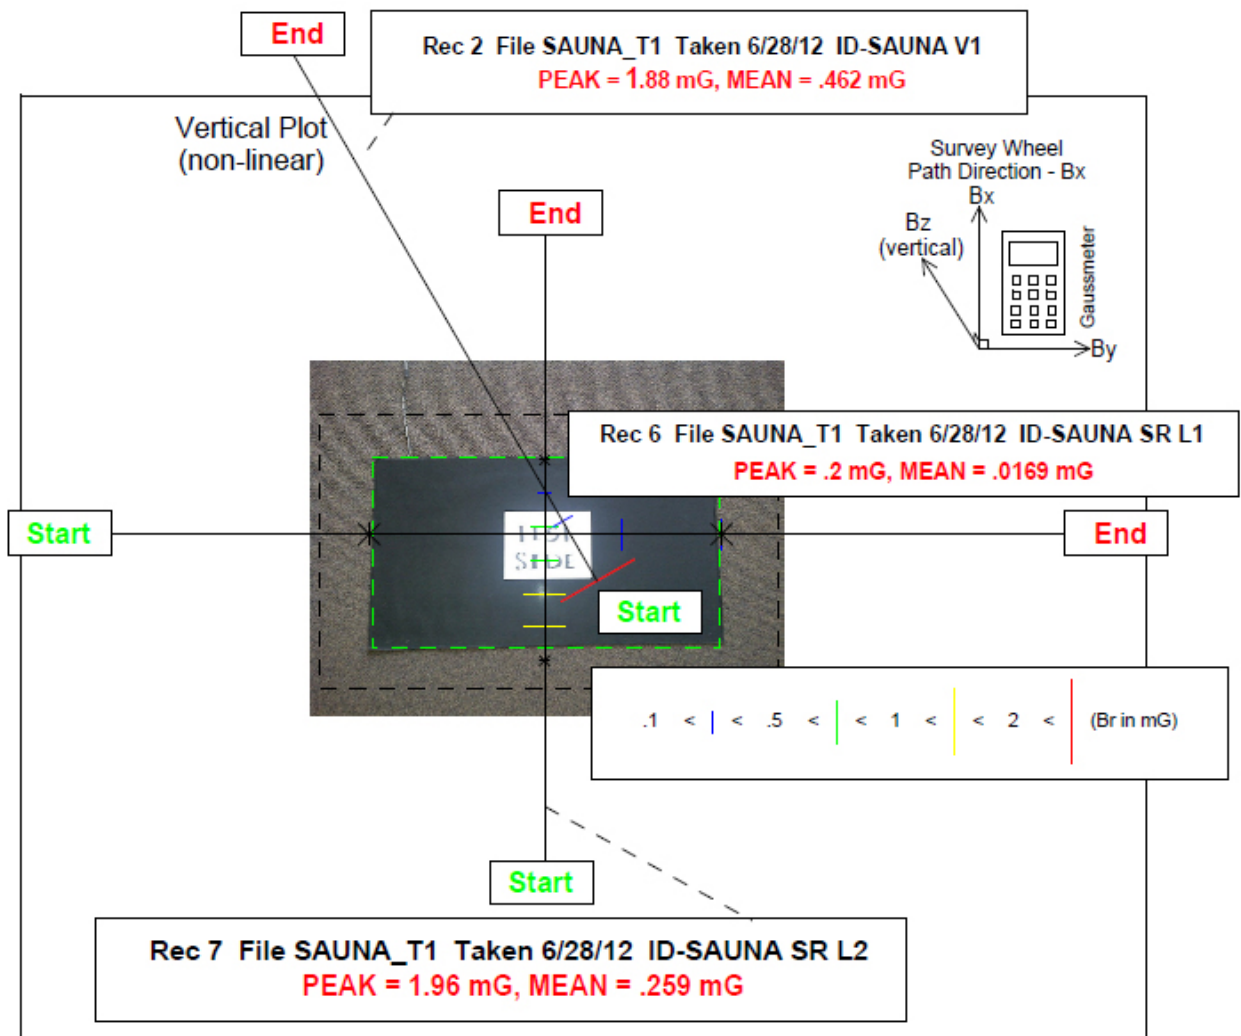 End
Rec 2 File SAUNA_T1 Taken 6/28/12 ID-SAUNA V1
PEAK = 1.88 mG, MEAN = .462 mG
Vertical Plot
(non-linear)
Survey Wheel
Path Direction - Bx
Bx
Bz
(vertical)
Gaussmeter
By
End
Rec 6 File SAUNA_T1 Taken 6/28/12 ID-SAUNA SR L1
PEAK = .2 mG, MEAN = .0169 mG
Start
End
SIDE
Start
.1 < < .5 < < 1 < < 2 < (Br in mG)
Start
Rec 7 File SAUNA_T1 Taken 6/28/12 ID-SAUNA SR L2
PEAK = 1.96 mG, MEAN = .259 mG